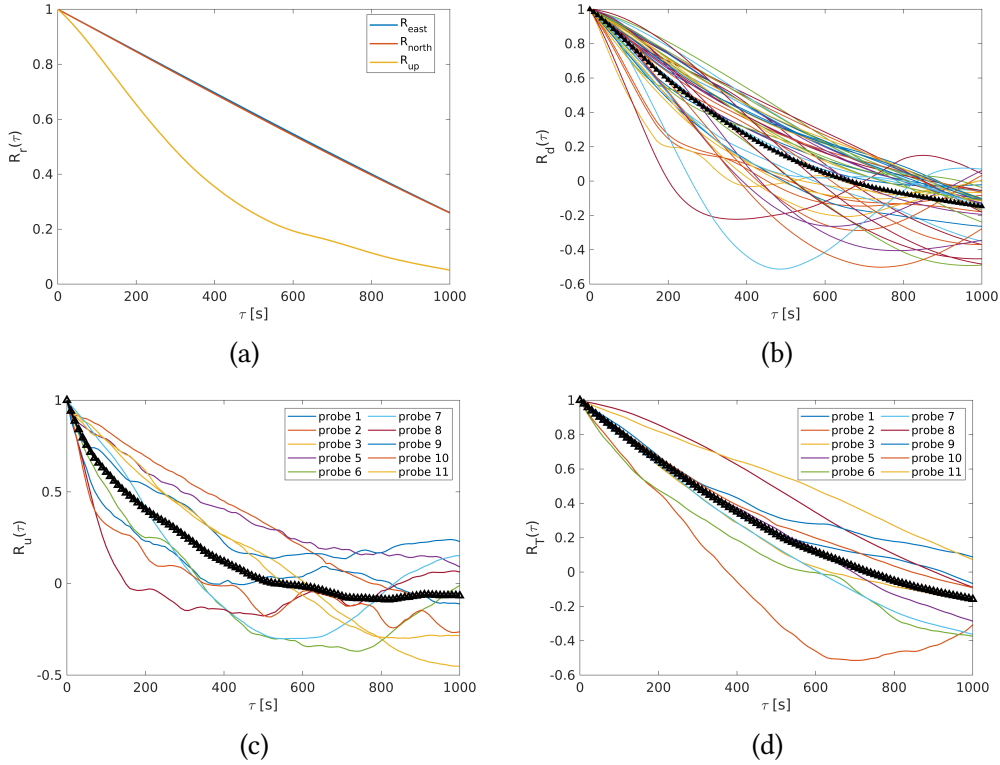 1
0.8
0.6
0.4
0.2
0
R_r(τ)
R_east
R_north
R_up
0 200 400 600 800 1000
τ [s]
(a)
1
0.8
0.6
0.4
0.2
0
-0.2
-0.4
-0.6
R_d(τ)
0 200 400 600 800 1000
τ [s]
(b)
1
0.5
0
-0.5
R_u(τ)
probe 1 probe 7
probe 2 probe 8
probe 3 probe 9
probe 5 probe 10
probe 6 probe 11
0 200 400 600 800 1000
τ [s]
(c)
1
0.8
0.6
0.4
0.2
0
-0.2
-0.4
-0.6
R_T(τ)
probe 1 probe 7
probe 2 probe 8
probe 3 probe 9
probe 5 probe 10
probe 6 probe 11
0 200 400 600 800 1000
τ [s]
(d)